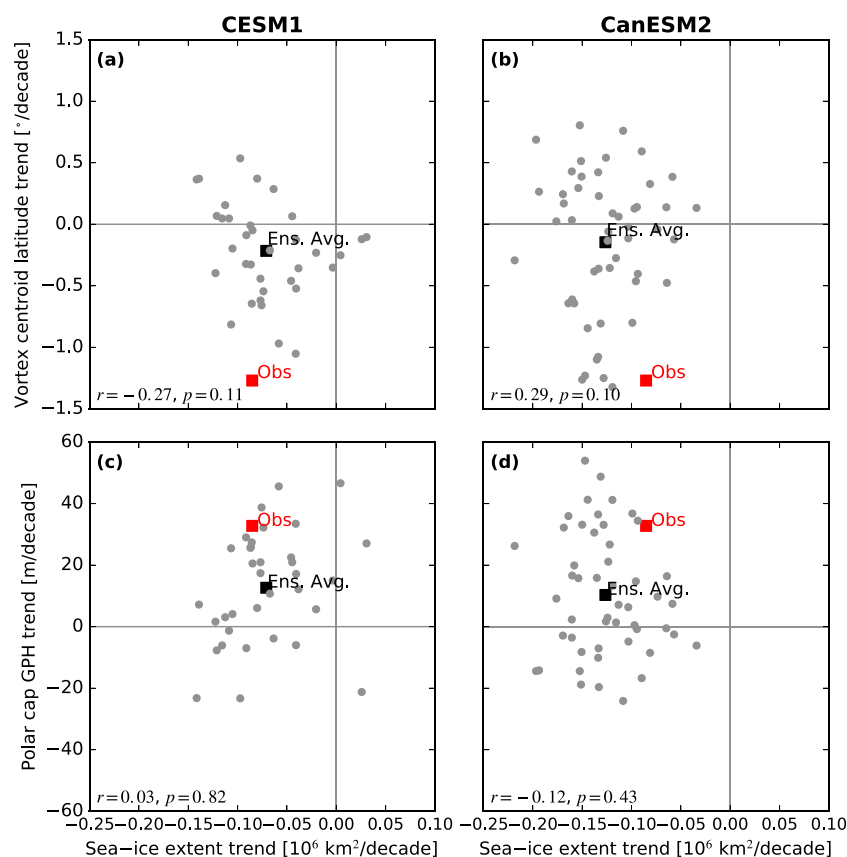 CESM1
CanESM2
(a)
(b)
1.5
1.0
0.5
0.0
−0.5
−1.0
−1.5
Vortex centroid latitude trend [°/decade]
Ens. Avg.
Obs
r=−0.27, p=0.11
Ens. Avg.
Obs
r=0.29, p=0.10
(c)
(d)
60
40
20
0
−20
−40
−60
Polar cap GPH trend [m/decade]
Obs
Ens. Avg.
r=0.03, p=0.82
Obs
Ens. Avg.
r=−0.12, p=0.43
−0.25 −0.20 −0.15 −0.10 −0.05 0.00 0.05 0.10
−0.25 −0.20 −0.15 −0.10 −0.05 0.00 0.05 0.10
Sea−ice extent trend [10⁶ km²/decade]
Sea−ice extent trend [10⁶ km²/decade]